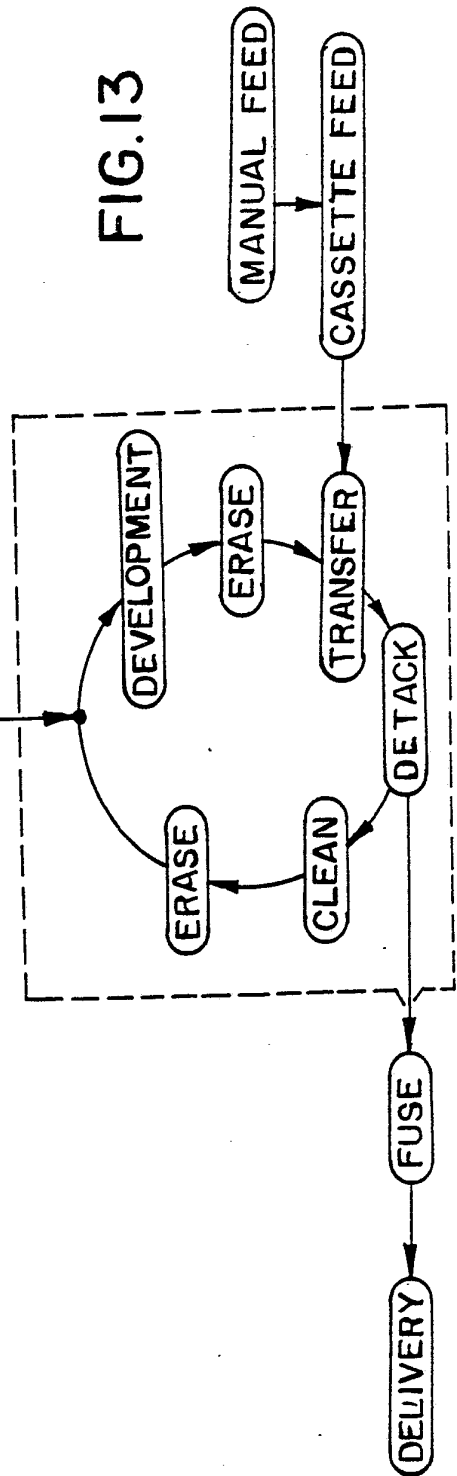 FIG.13
MANUAL FEED
CASSETTE FEED
DEVELOPMENT
ERASE
TRANSFER
DETACK
CLEAN
ERASE
FUSE
DELIVERY